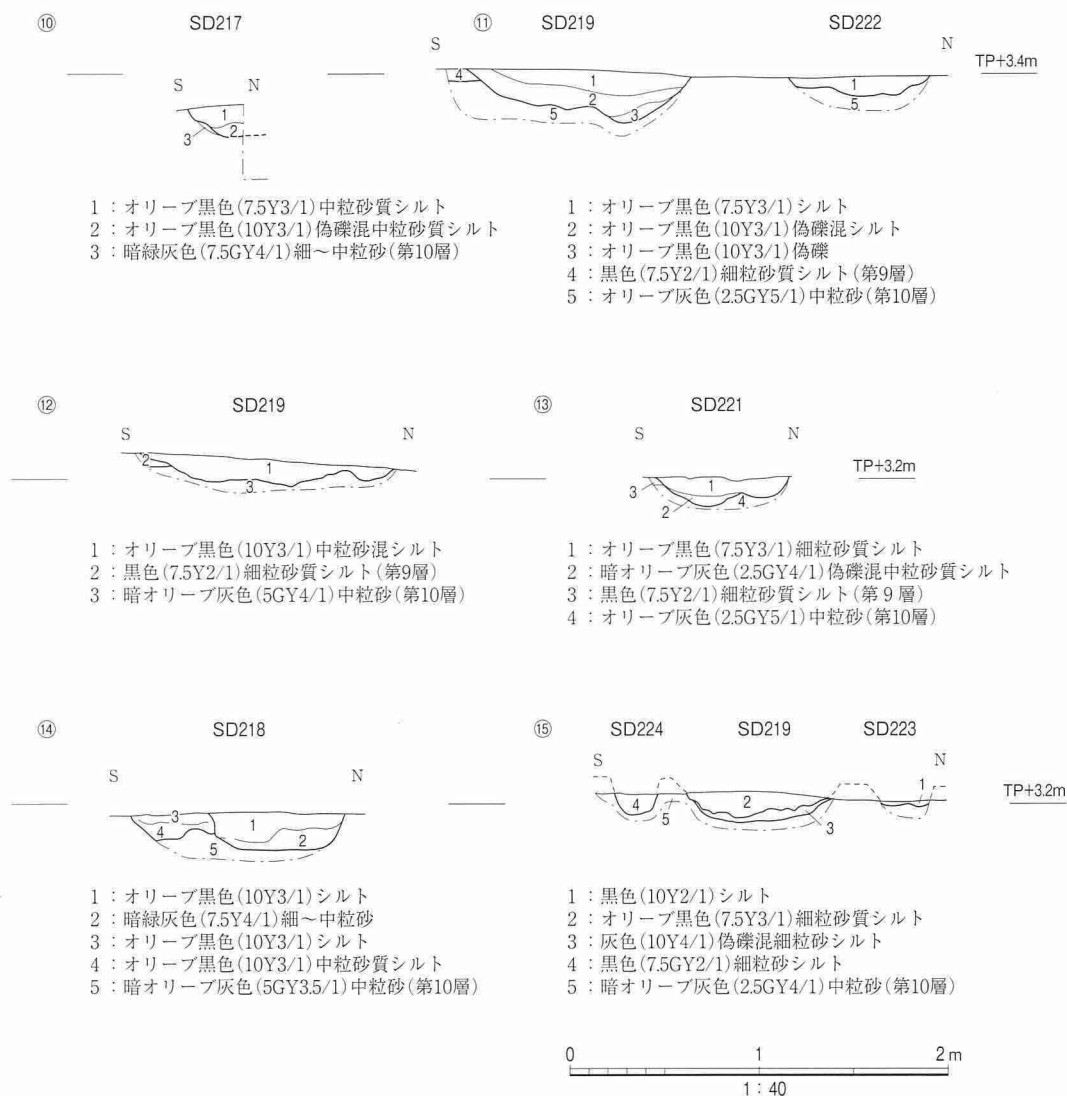 ⑩ SD217
S N
1
2
3
1：オリーブ黒色(7.5Y3/1)中粒砂質シルト
2：オリーブ黒色(10Y3/1)偽礫混中粒砂質シルト
3：暗緑灰色(7.5GY4/1)細〜中粒砂(第10層)
⑪ SD219 SD222
S N
TP+3.4m
4 1 1
2
5 3 5
1：オリーブ黒色(7.5Y3/1)シルト
2：オリーブ黒色(10Y3/1)偽礫混シルト
3：オリーブ黒色(10Y3/1)偽礫
4：黒色(7.5Y2/1)細粒砂質シルト(第9層)
5：オリーブ灰色(2.5GY5/1)中粒砂(第10層)
⑫ SD219
S N
2 1
3
1：オリーブ黒色(10Y3/1)中粒砂混シルト
2：黒色(7.5Y2/1)細粒砂質シルト(第9層)
3：暗オリーブ灰色(5GY4/1)中粒砂(第10層)
⑬ SD221
S N
TP+3.2m
3 1
2 4
1：オリーブ黒色(7.5Y3/1)細粒砂質シルト
2：暗オリーブ灰色(2.5GY4/1)偽礫混中粒砂質シルト
3：黒色(7.5Y2/1)細粒砂質シルト(第９層)
4：オリーブ灰色(2.5GY5/1)中粒砂(第10層)
⑭ SD218
S N
3 1
4 5 2
1：オリーブ黒色(10Y3/1)シルト
2：暗緑灰色(7.5Y4/1)細〜中粒砂
3：オリーブ黒色(10Y3/1)シルト
4：オリーブ黒色(10Y3/1)中粒砂質シルト
5：暗オリーブ灰色(5GY3.5/1)中粒砂(第10層)
⑮ SD224 SD219 SD223
S N
TP+3.2m
4 5 2 3 1
1：黒色(10Y2/1)シルト
2：オリーブ黒色(7.5Y3/1)細粒砂質シルト
3：灰色(10Y4/1)偽礫混細粒砂シルト
4：黒色(7.5GY2/1)細粒砂シルト
5：暗オリーブ灰色(2.5GY4/1)中粒砂(第10層)
0 1 2 m
1：40